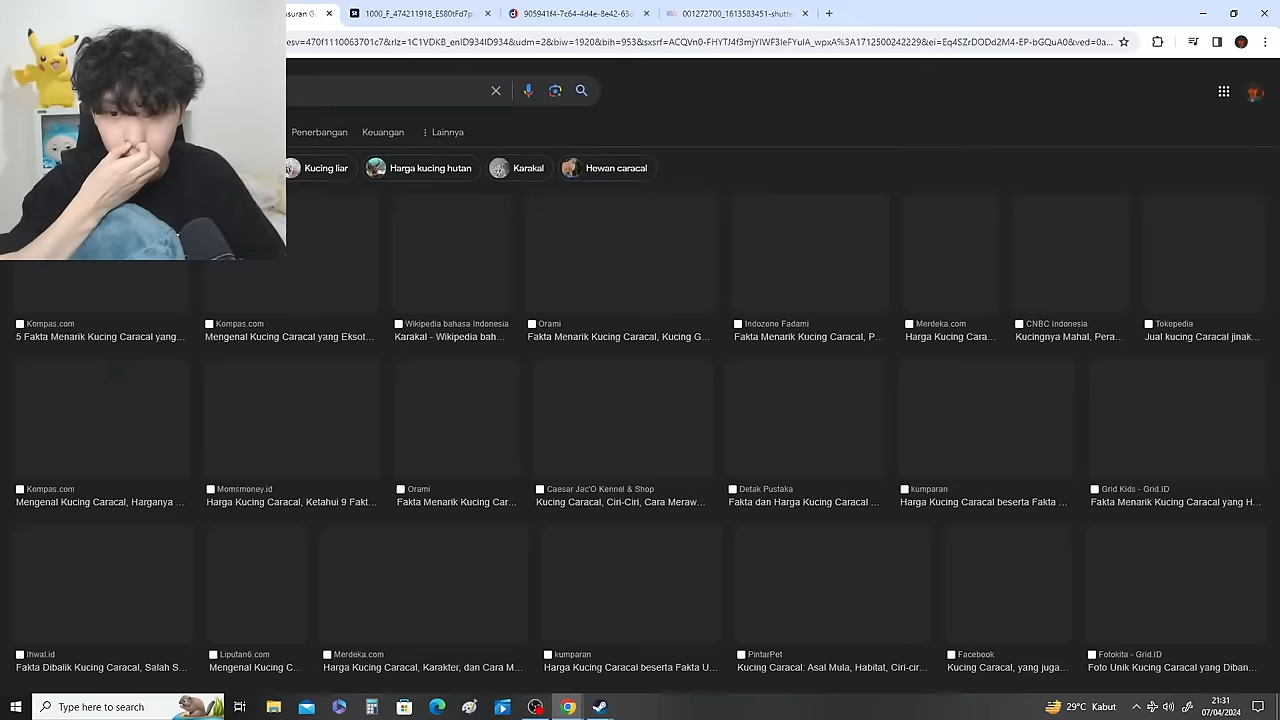 1000_F_474211918_ES80tFd7p
905941f4-7c64-4d4e-8e42-63d
001272700_1613583451-shutte
Penerbangan Keuangan Lainnya
Kucing liar Harga kucing hutan Karakal Hewan caracal
Kompas.com Kompas.com Wikipedia bahasa Indonesia Orami Indozone Fadami Merdeka.com CNBC Indonesia Tokopedia
5 Fakta Menarik Kucing Caracal yang... Mengenal Kucing Caracal yang Eksot... Karakal - Wikipedia bah... Fakta Menarik Kucing Caracal, Kucing G... Fakta Menarik Kucing Caracal, P... Harga Kucing Cara... Kucingnya Mahal, Pera... Jual kucing Caracal jinak...
Kompas.com Momsmoney.id Orami Caesar Jac'O Kennel & Shop Detak Pustaka kumparan Grid Kids - Grid.ID
Mengenal Kucing Caracal, Harganya ... Harga Kucing Caracal, Ketahui 9 Fakt... Fakta Menarik Kucing Car... Kucing Caracal, Ciri-Ciri, Cara Meraw... Fakta dan Harga Kucing Caracal ... Harga Kucing Caracal beserta Fakta ... Fakta Menarik Kucing Caracal yang H...
Ihwal.id Liputan6.com Merdeka.com kumparan PintarPet Facebook Fotokita - Grid.ID
Fakta Dibalik Kucing Caracal, Salah S... Mengenal Kucing C... Harga Kucing Caracal, Karakter, dan Cara M... Harga Kucing Caracal beserta Fakta U... Kucing Caracal: Asal Mula, Habitat, Ciri-cir... Kucing Caracal, yang juga... Foto Unik Kucing Caracal yang Diban...
Type here to search 29°C Kabut 21:31
07/04/2024